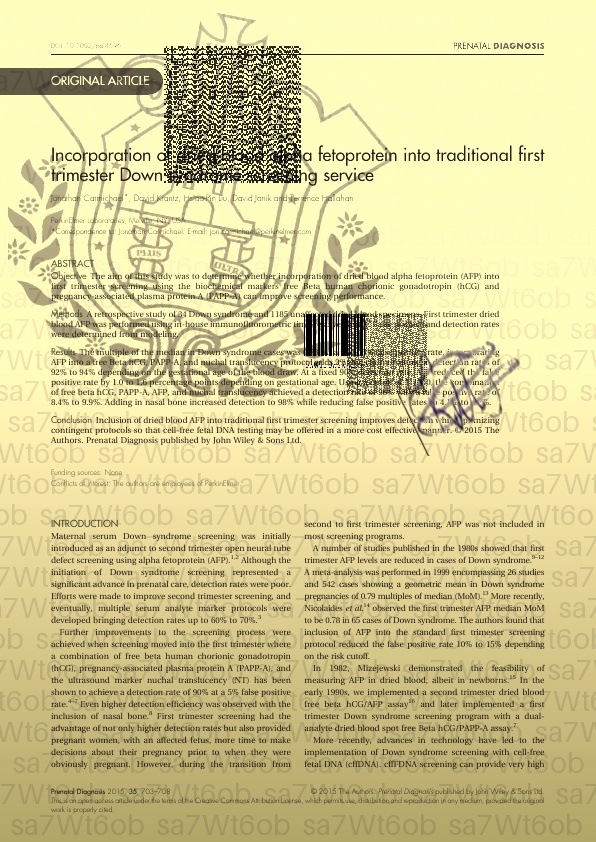 DOI: 10.1002/pd.4596
PRENATAL DIAGNOSIS
ORIGINAL ARTICLE
Incorporation of dried blood alpha fetoprotein into traditional first
trimester Down syndrome screening service
Jonathan Carmichael*, David Krantz, Hsiao-Pin Liu, David Janik and Terrence Hallahan
PerkinElmer Laboratories, Melville, NY, USA
*Correspondence to: Jonathan Carmichael. E-mail: jon.carmichael@perkinelmer.com
ABSTRACT
Objective The aim of this study was to determine whether incorporation of dried blood alpha fetoprotein (AFP) into
first trimester screening using the biochemical markers free Beta human chorionic gonadotropin (hCG) and
pregnancy-associated plasma protein A (PAPP-A) can improve screening performance.
Methods A retrospective study of 84 Down syndrome and 1185 specimens. First trimester dried
blood AFP was performed using in-house immunofluorometric and detection rates
were determined from modeling.
Results The multiple of the median in Down syndrome cases was rate,
AFP into a free Beta hCG, PAPP-A, and nuchal translucency protocol detection rates of
92% to 94% depending on the gestational age of the blood draw. At a fixed the false
positive rate by 1.0 to 1.6 percentage points depending on gestational age.
of free beta hCG, PAPP-A, AFP, and nuchal translucency achieved a detection positive rate of
8.4% to 9.9%. Adding in nasal bone increased detection to 98% while reducing false positive rates to
Conclusion Inclusion of dried blood AFP into traditional first trimester screening improves detection while optimizing
contingent protocols so that cell-free fetal DNA testing may be offered in a more cost effective manner. © 2015 The
Authors. Prenatal Diagnosis published by John Wiley & Sons Ltd.
Funding sources: None
Conflicts of interest: The authors are employees of PerkinElmer.
INTRODUCTION
Maternal serum Down syndrome screening was initially
introduced as an adjunct to second trimester open neural tube
defect screening using alpha fetoprotein (AFP).1,2 Although the
initiation of Down syndrome screening represented a
significant advance in prenatal care, detection rates were poor.
Efforts were made to improve second trimester screening, and
eventually, multiple serum analyte marker protocols were
developed bringing detection rates up to 60% to 70%.3
Further improvements to the screening process were
achieved when screening moved into the first trimester where
a combination of free beta human chorionic gonadotropin
(hCG), pregnancy-associated plasma protein A (PAPP-A), and
the ultrasound marker nuchal translucency (NT) has been
shown to achieve a detection rate of 90% at a 5% false positive
rate.4–7 Even higher detection efficiency was observed with the
inclusion of nasal bone.8 First trimester screening had the
advantage of not only higher detection rates but also provided
pregnant women, with an affected fetus, more time to make
decisions about their pregnancy prior to when they were
obviously pregnant. However, during the transition from
second to first trimester screening, AFP was not included in
most screening programs.
A number of studies published in the 1980s showed that first
trimester AFP levels are reduced in cases of Down syndrome.9–12
A meta-analysis was performed in 1999 encompassing 26 studies
and 542 cases showing a geometric mean in Down syndrome
pregnancies of 0.79 multiples of median (MoM).13 More recently,
Nicolaides et al.14 observed the first trimester AFP median MoM
to be 0.78 in 65 cases of Down syndrome. The authors found that
inclusion of AFP into the standard first trimester screening
protocol reduced the false positive rate 10% to 15% depending
on the risk cutoff.
In 1982, Mizejewski demonstrated the feasibility of
measuring AFP in dried blood, albeit in newborns.15 In the
early 1990s, we implemented a second trimester dried blood
free beta hCG/AFP assay16 and later implemented a first
trimester Down syndrome screening program with a dual-
analyte dried blood spot free Beta hCG/PAPP-A assay.7
More recently, advances in technology have led to the
implementation of Down syndrome screening with cell-free
fetal DNA (cffDNA). cffFDNA screening can provide very high
Prenatal Diagnosis 2015, 35, 703–708
© 2015 The Authors. Prenatal Diagnosis published by John Wiley & Sons Ltd.
This is an open access article under the terms of the Creative Commons Attribution License, which permits use, distribution and reproduction in any medium, provided the original
work is properly cited.
sa7Wt6ob